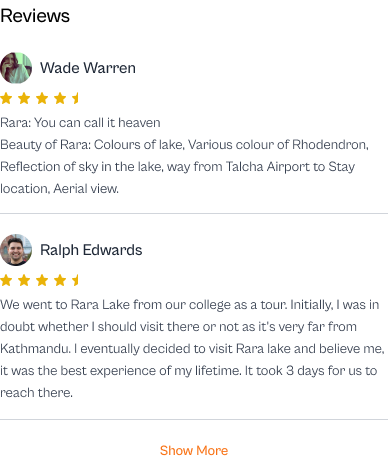 Reviews
Wade Warren
Rara: You can call it heaven
Beauty of Rara: Colours of lake, Various colour of Rhodendron,
Reflection of sky in the lake, way from Talcha Airport to Stay
location, Aerial view.
Ralph Edwards
We went to Rara Lake from our college as a tour. Initially, I was in
doubt whether I should visit there or not as it's very far from
Kathmandu. I eventually decided to visit Rara lake and believe me,
it was the best experience of my lifetime. It took 3 days for us to
reach there.
Show More